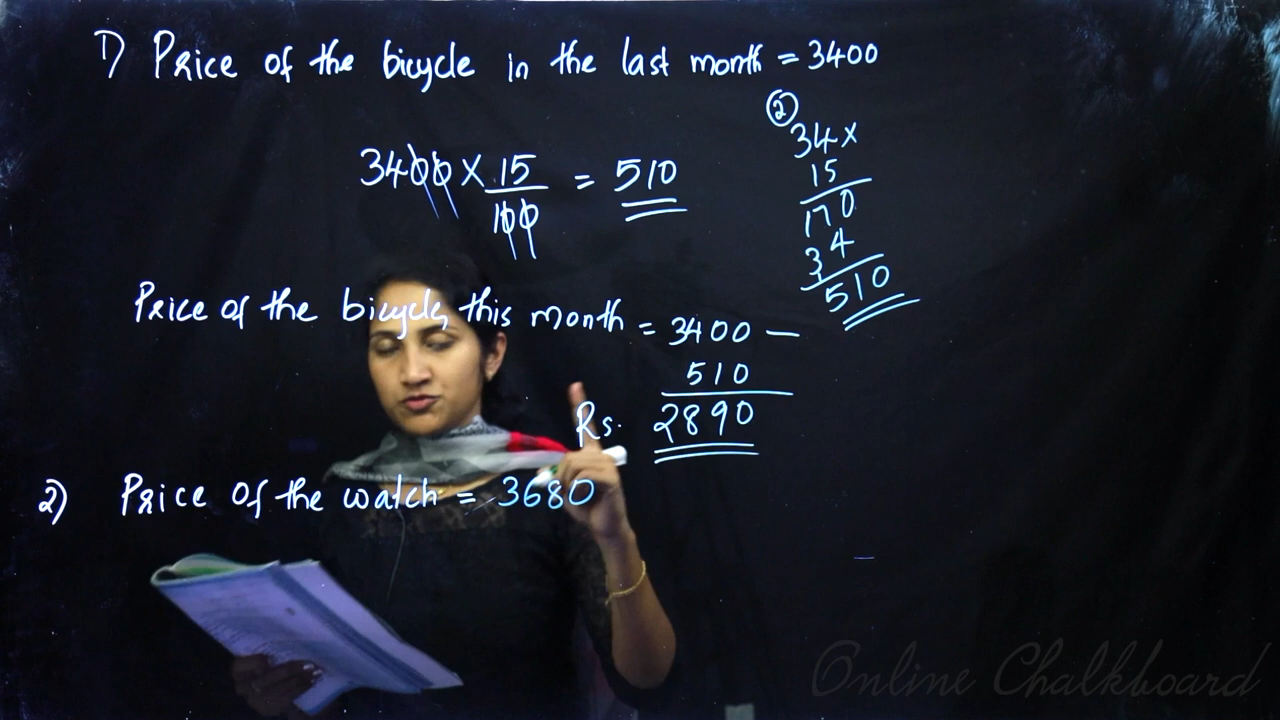 1) Price of the bicycle in the last month = 3400
3400 × 15/100 = 510
②
34 ×
15
170
34
510
Price of the bicycle this month = 3400 –
510
Rs. 2890
2) Price of the watch = 3680
Online Chalkboard